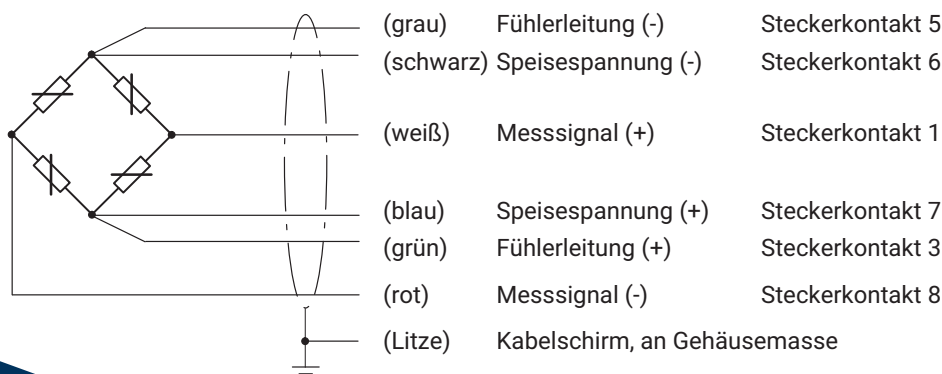 (grau) Fühlerleitung (-) Steckerkontakt 5
(schwarz) Speisespannung (-) Steckerkontakt 6
(weiß) Messsignal (+) Steckerkontakt 1
(blau) Speisespannung (+) Steckerkontakt 7
(grün) Fühlerleitung (+) Steckerkontakt 3
(rot) Messsignal (-) Steckerkontakt 8
(Litze) Kabelschirm, an Gehäusemasse